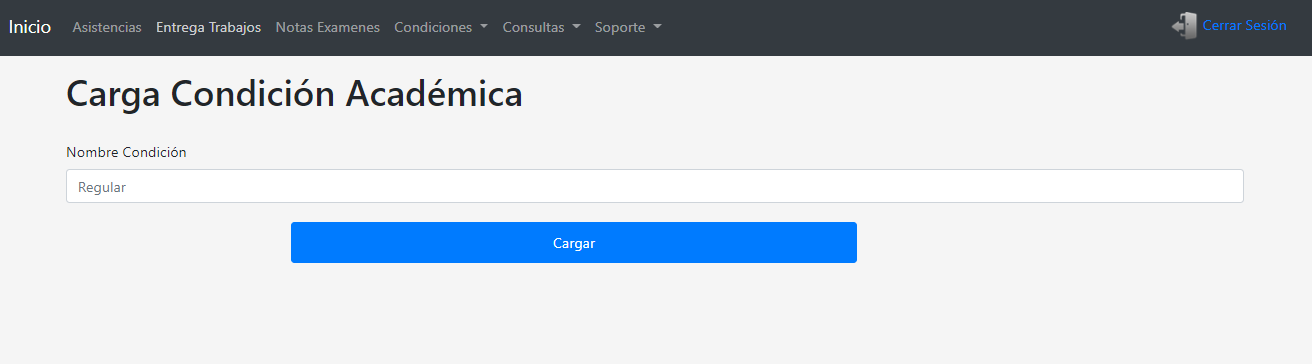 Inicio Asistencias Entrega Trabajos Notas Examenes Condiciones Consultas Soporte Cerrar Sesión
Carga Condición Académica
Nombre Condición
Regular
Cargar